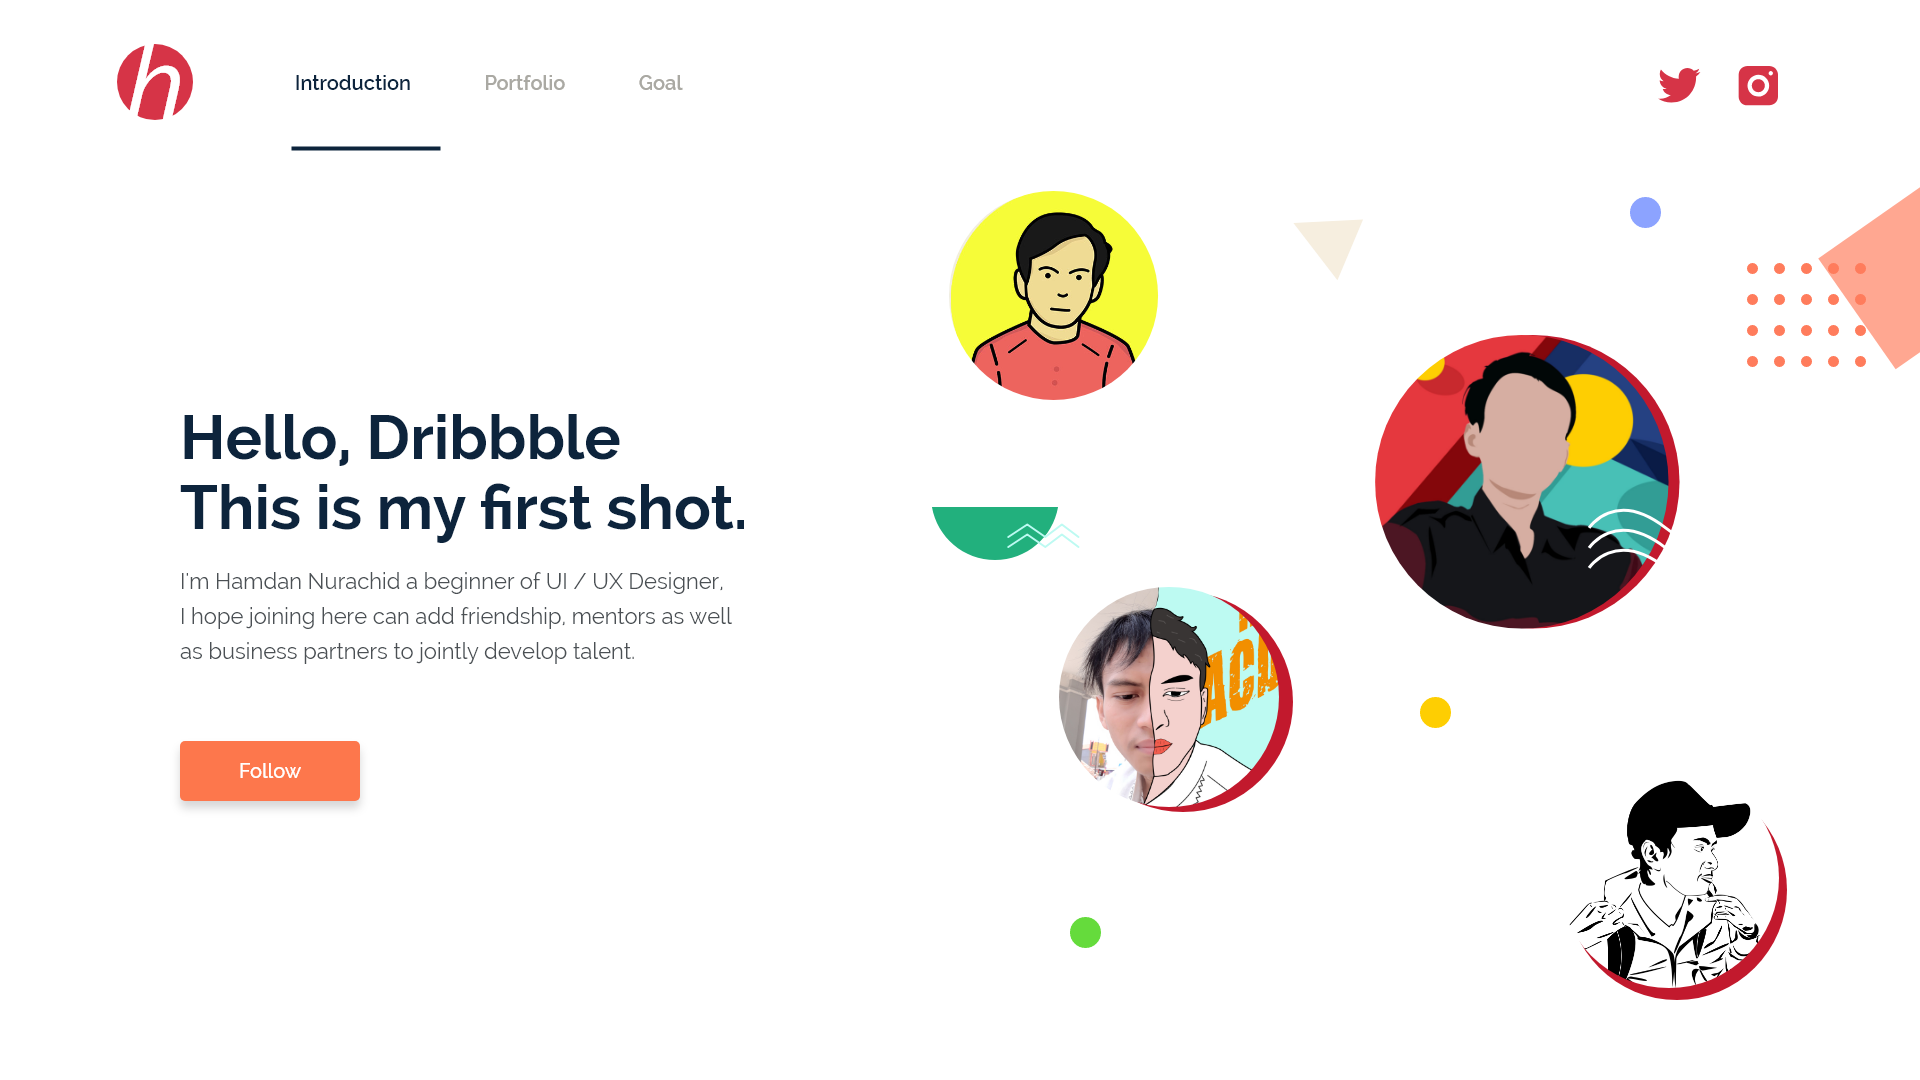 h
Introduction
Portfolio
Goal
Hello, Dribbble
This is my first shot.
I'm Hamdan Nurachid a beginner of UI / UX Designer,
I hope joining here can add friendship, mentors as well
as business partners to jointly develop talent.
Follow